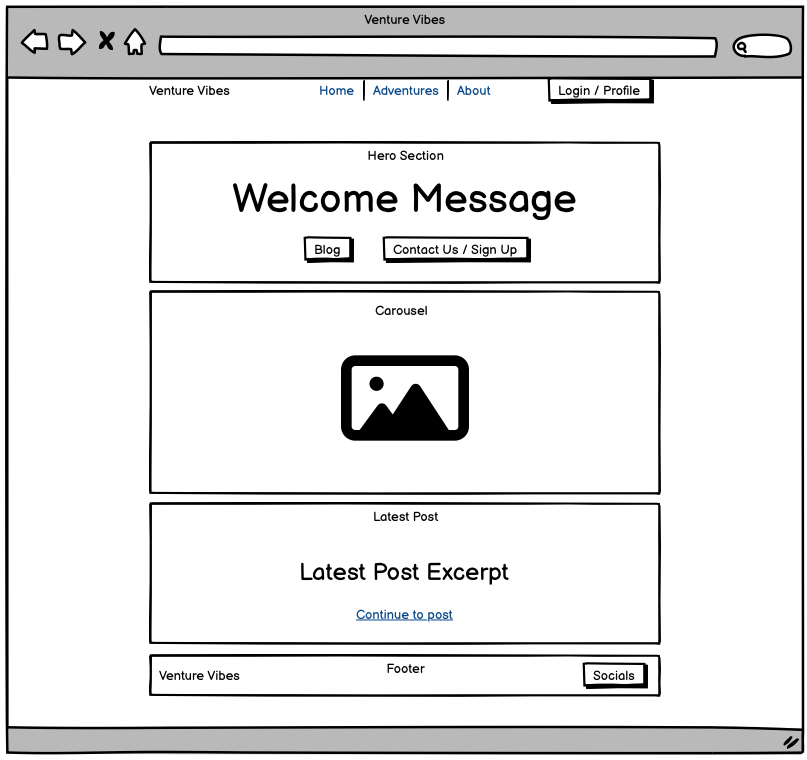 Venture Vibes
Venture Vibes Home Adventures About Login / Profile
Hero Section
Welcome Message
Blog Contact Us / Sign Up
Carousel
Latest Post
Latest Post Excerpt
Continue to post
Footer
Venture Vibes Socials